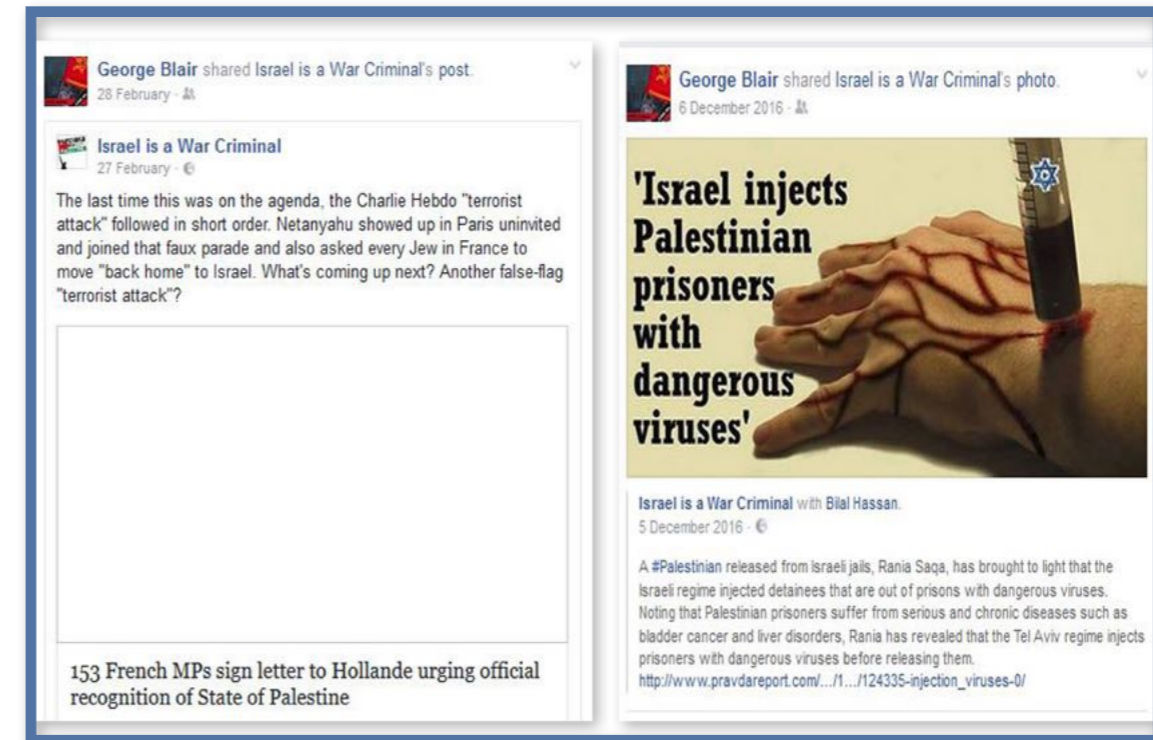 George Blair shared Israel is a War Criminal's post.
28 February ·
Israel is a War Criminal
27 February ·
The last time this was on the agenda, the Charlie Hebdo "terrorist
attack" followed in short order. Netanyahu showed up in Paris uninvited
and joined that faux parade and also asked every Jew in France to
move "back home" to Israel. What's coming up next? Another false-flag
"terrorist attack"?
153 French MPs sign letter to Hollande urging official
recognition of State of Palestine
George Blair shared Israel is a War Criminal's photo.
6 December 2016 ·
'Israel injects
Palestinian
prisoners
with
dangerous
viruses'
Israel is a War Criminal with Bilal Hassan.
5 December 2016 ·
A #Palestinian released from Israeli jails, Rania Saqa, has brought to light that the
Israeli regime injected detainees that are out of prisons with dangerous viruses.
Noting that Palestinian prisoners suffer from serious and chronic diseases such as
bladder cancer and liver disorders, Rania has revealed that the Tel Aviv regime injects
prisoners with dangerous viruses before releasing them.
http://www.pravdareport.com/.../1.../124335-injection_viruses-0/